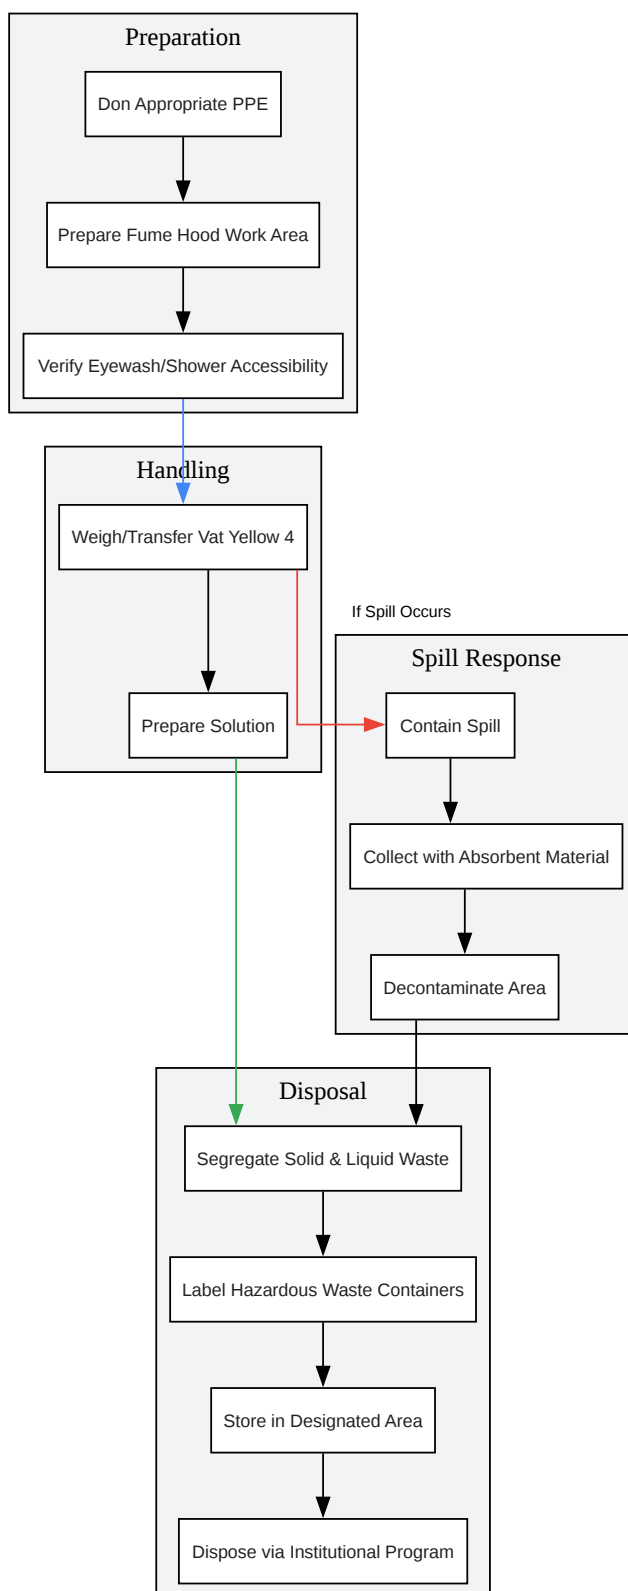 Preparation
Don Appropriate PPE
Prepare Fume Hood Work Area
Verify Eyewash/Shower Accessibility
Handling
Weigh/Transfer Vat Yellow 4
Prepare Solution
If Spill Occurs
Spill Response
Contain Spill
Collect with Absorbent Material
Decontaminate Area
Disposal
Segregate Solid & Liquid Waste
Label Hazardous Waste Containers
Store in Designated Area
Dispose via Institutional Program